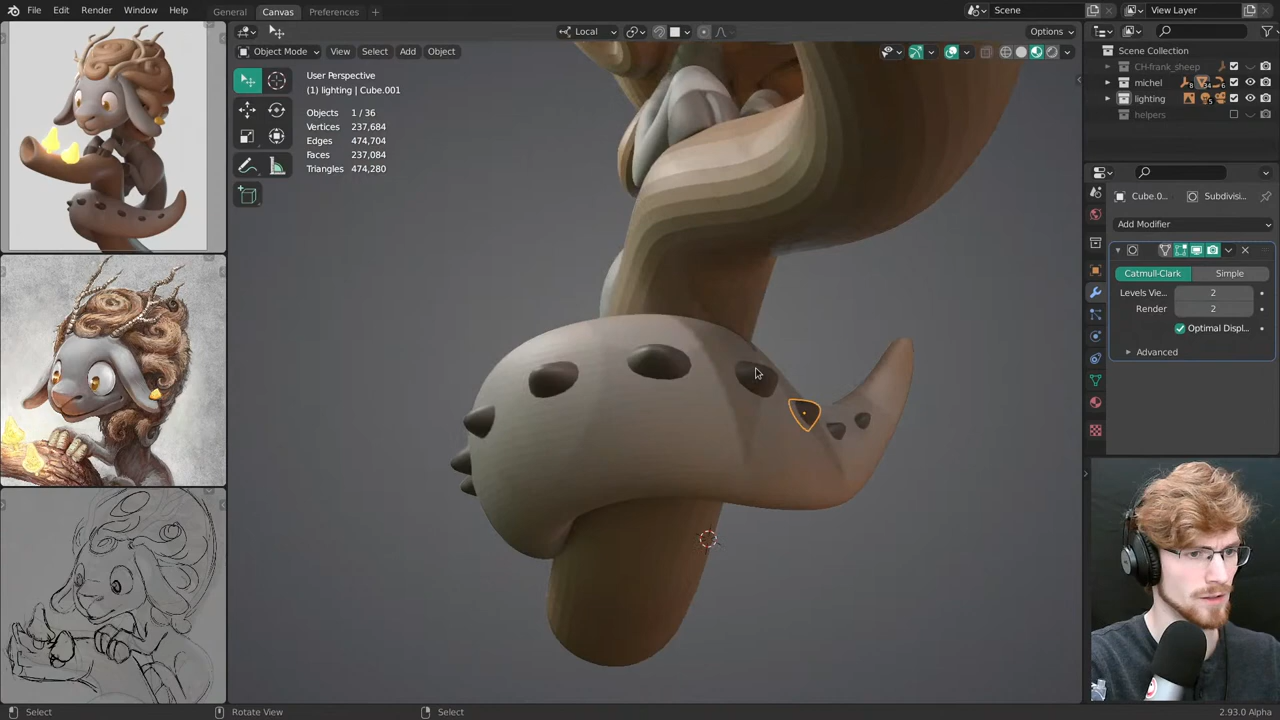 File Edit Render Window Help General Canvas Preferences + Scene View Layer
Local Options
Object Mode View Select Add Object
User Perspective
(1) lighting | Cube.001
Objects 1 / 36
Vertices 237,684
Edges 474,704
Faces 237,084
Triangles 474,280
Scene Collection
CH-frank_sheep
michel
lighting
helpers
Cube.0 Subdivis..
Add Modifier
Catmull-Clark Simple
Levels Vie... 2
Render 2
Optimal Displ...
Advanced
Select Rotate View Select 2.93.0 Alpha